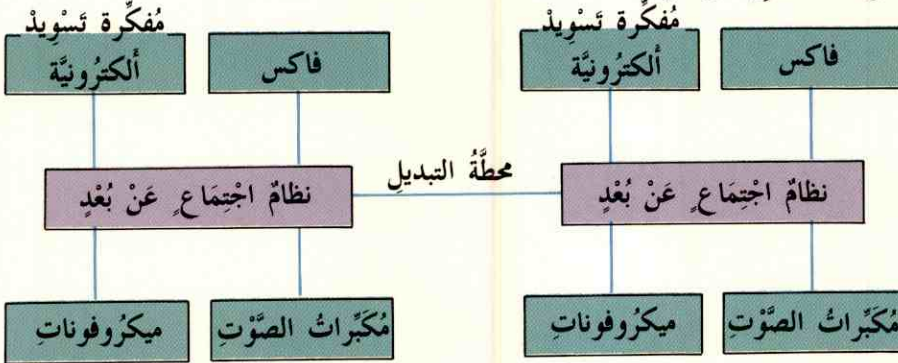 مُفكِّرة تَسْوِيدْ
مُفكِّرة تَسْوِيدْ
فاكس
أَلكترُونيَّة
فاكس
أَلكترُونيَّة
محطَّةُ التبديلِ
نظامُ اجْتِمَاعٍ عَنْ بُعْدٍ
نظامُ اجْتِمَاعٍ عَنْ بُعْدٍ
مُكَبِّراتُ الصَّوْتِ
ميكرُوفوناتِ
مُكَبِّراتُ الصَّوْتِ
ميكرُوفوناتِ